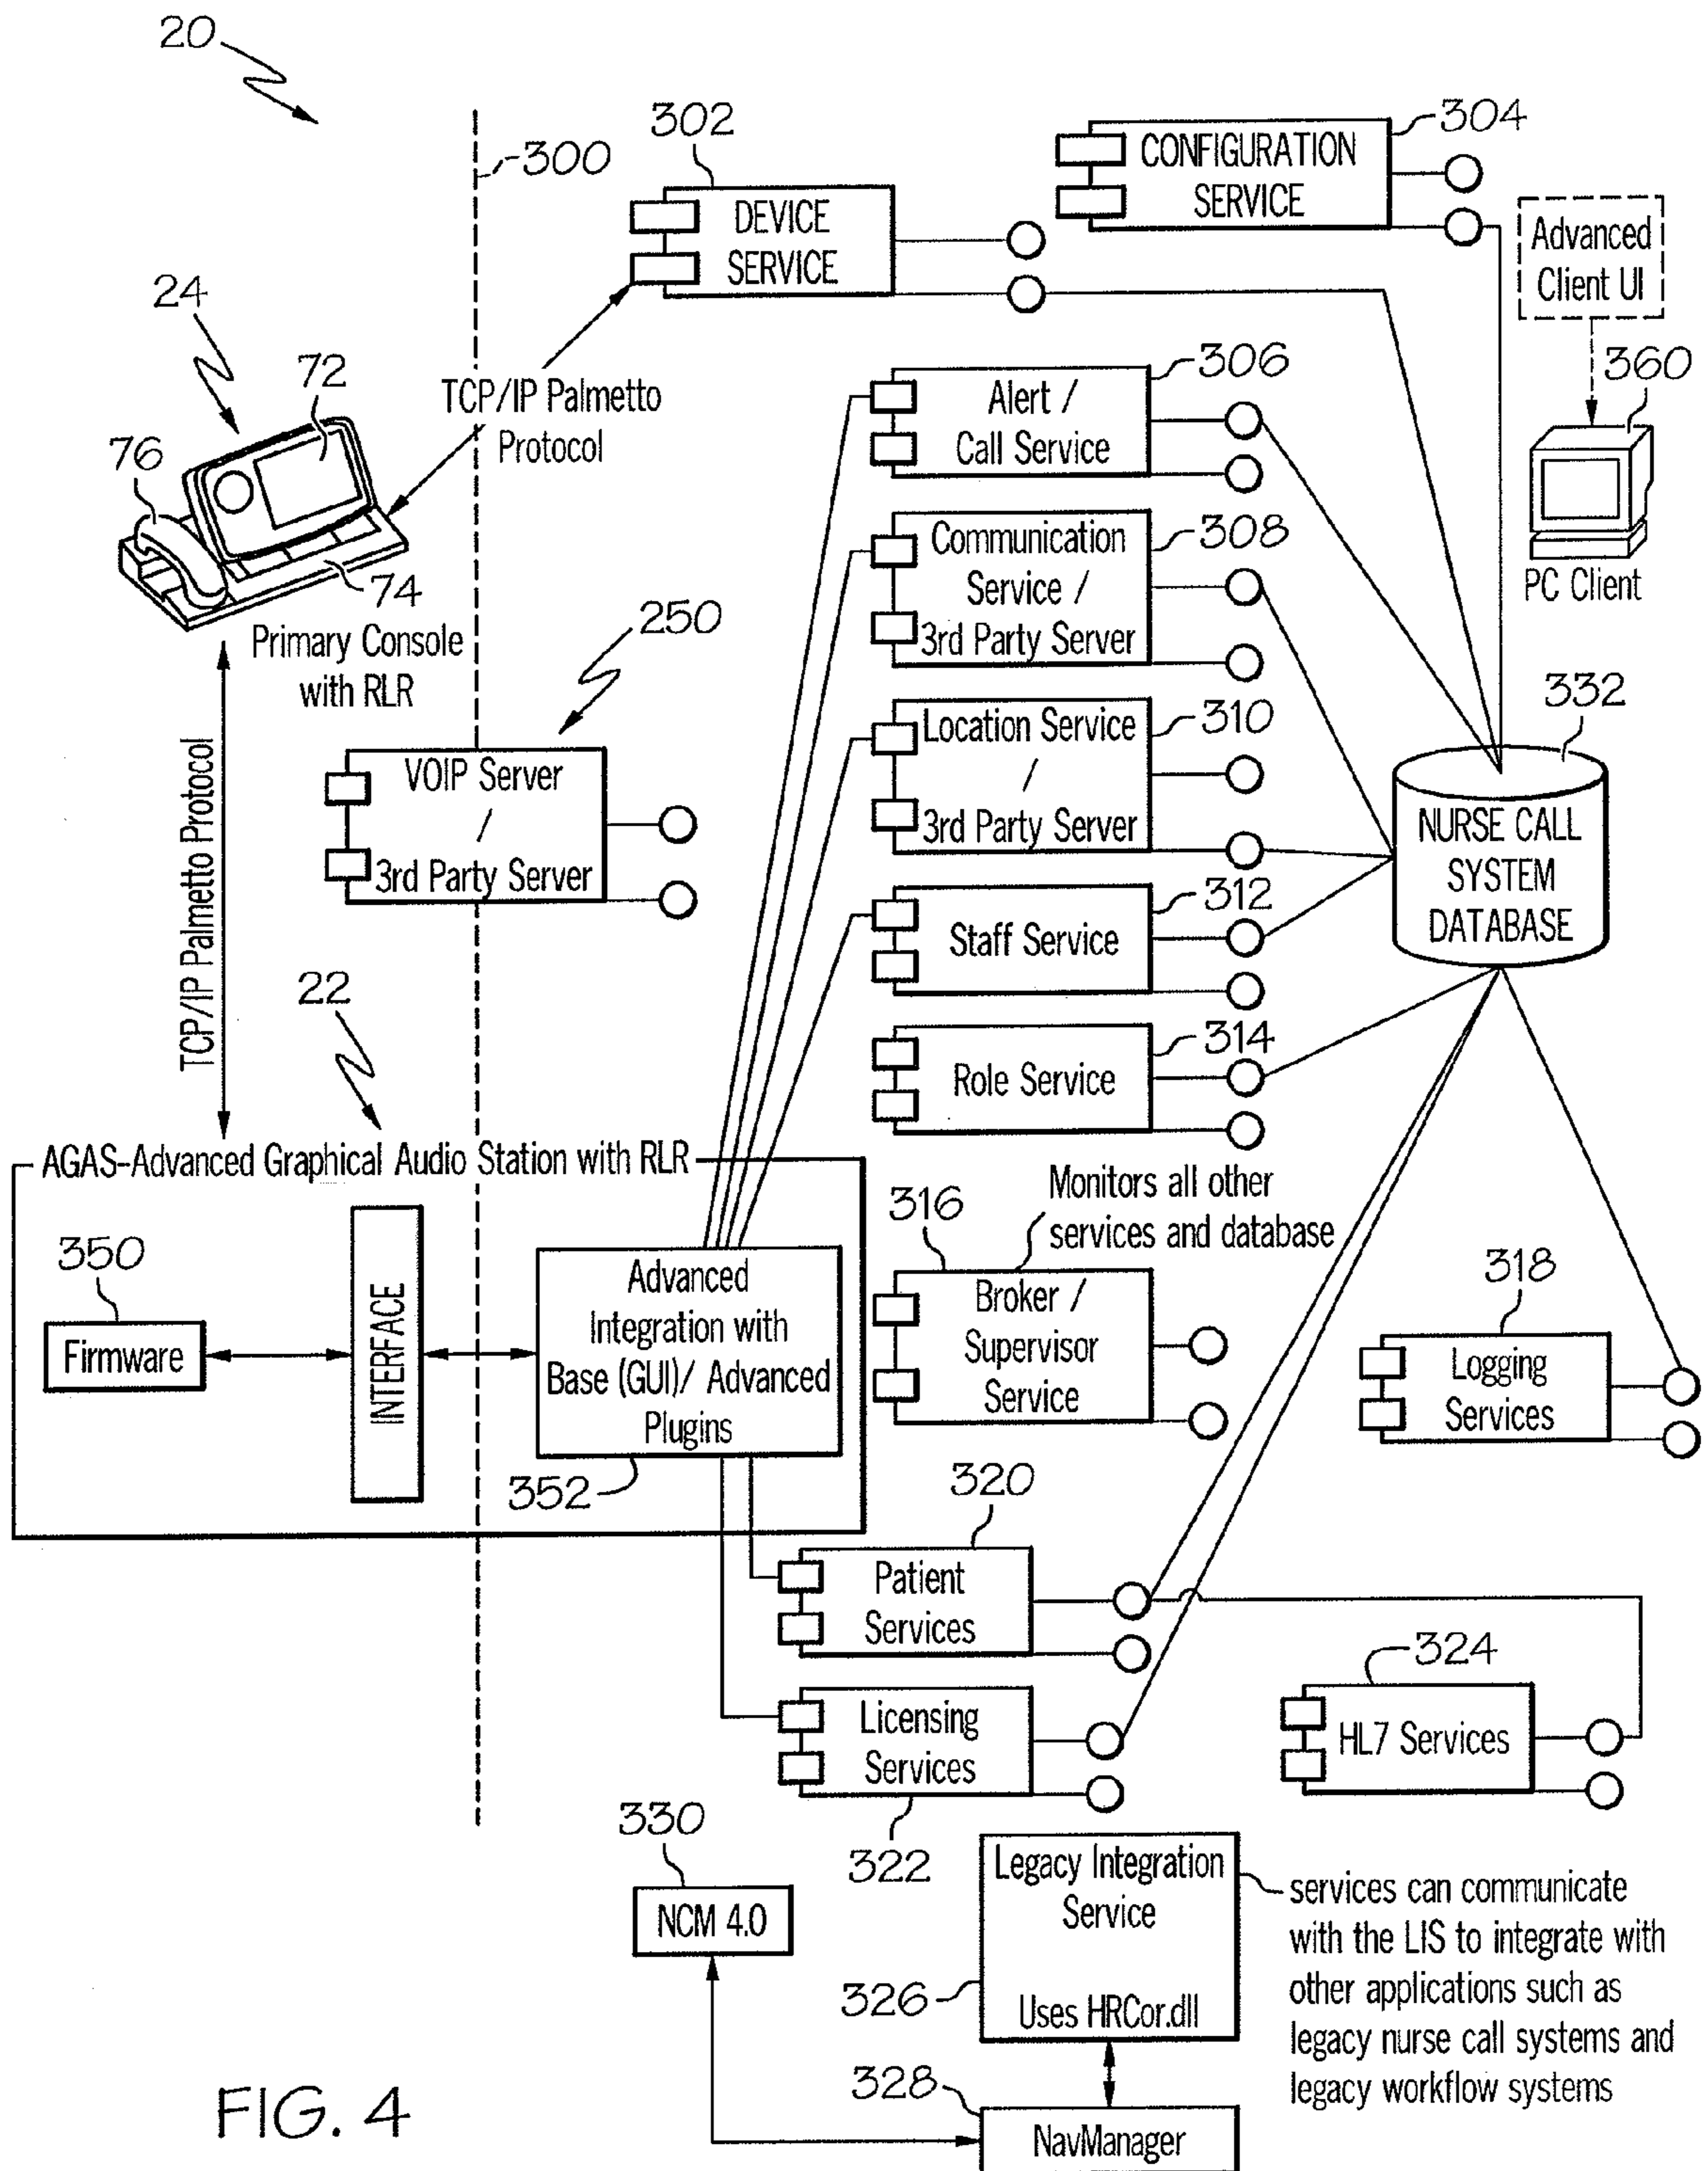 20
300
302
DEVICE
SERVICE
304
CONFIGURATION
SERVICE
Advanced
Client UI
360
PC Client
24
72
76
74
Primary Console
with RLR
TCP/IP Palmetto
Protocol
306
Alert /
Call Service
308
Communication
Service /
3rd Party Server
310
Location Service
/
3rd Party Server
312
Staff Service
314
Role Service
332
NURSE CALL
SYSTEM
DATABASE
250
VOIP Server
/
3rd Party Server
TCP/IP Palmetto Protocol
22
AGAS-Advanced Graphical Audio Station with RLR
350
Firmware
INTERFACE
Advanced
Integration with
Base (GUI)/ Advanced
Plugins
352
316
Monitors all other
services and database
Broker /
Supervisor
Service
318
Logging
Services
320
Patient
Services
Licensing
Services
322
324
HL7 Services
330
NCM 4.0
Legacy Integration
Service
326
Uses HRCor.dll
services can communicate
with the LIS to integrate with
other applications such as
legacy nurse call systems and
legacy workflow systems
328
NavManager
FIG. 4